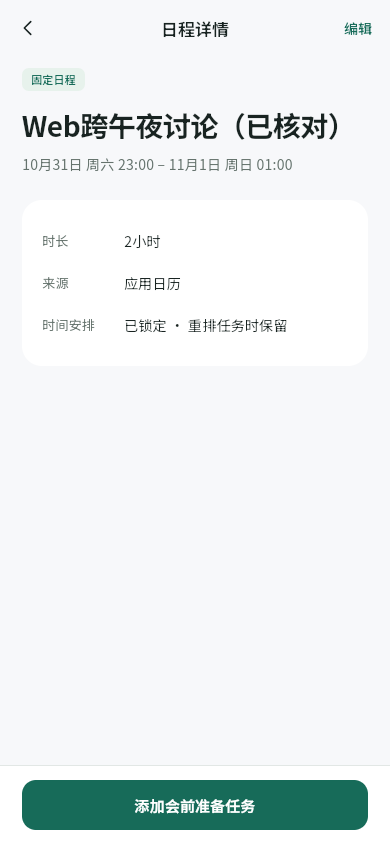 日程详情
编辑
固定日程
Web跨午夜讨论（已核对）
10月31日 周六 23:00 – 11月1日 周日 01:00
时长 2小时
来源 应用日历
时间安排 已锁定 · 重排任务时保留
添加会前准备任务